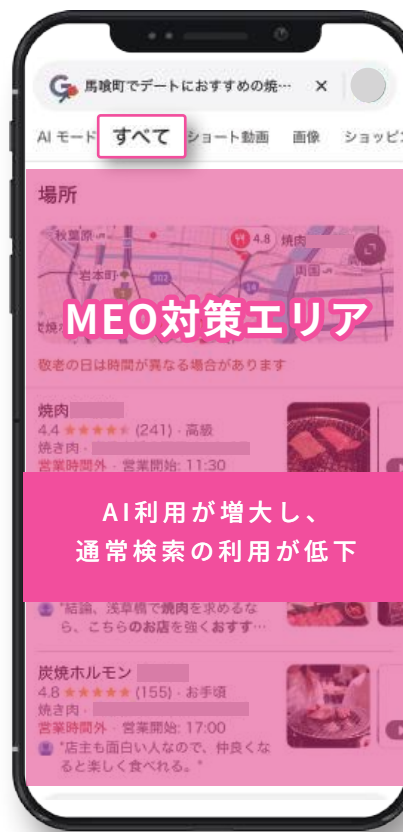 馬喰町でデートにおすすめの焼… ×
AI モード すべて ショート動画 画像 ショッピン
場所
秋葉原
4.8 焼肉
岩本町
両国
302
14
MEO対策エリア
敬老の日は時間が異なる場合があります
焼肉
4.4 ★★★★★ (241) · 高級
焼き肉 ·
営業時間外 · 営業開始: 11:30
AI利用が増大し、
通常検索の利用が低下
"結論、浅草橋で焼肉を求めるな
ら、こちらのお店を強くおすす…
炭焼ホルモン
4.8 ★★★★★ (155) · お手頃
焼き肉 ·
営業時間外 · 営業開始: 17:00
"店主も面白い人なので、仲良くな
ると楽しく食べれる。"